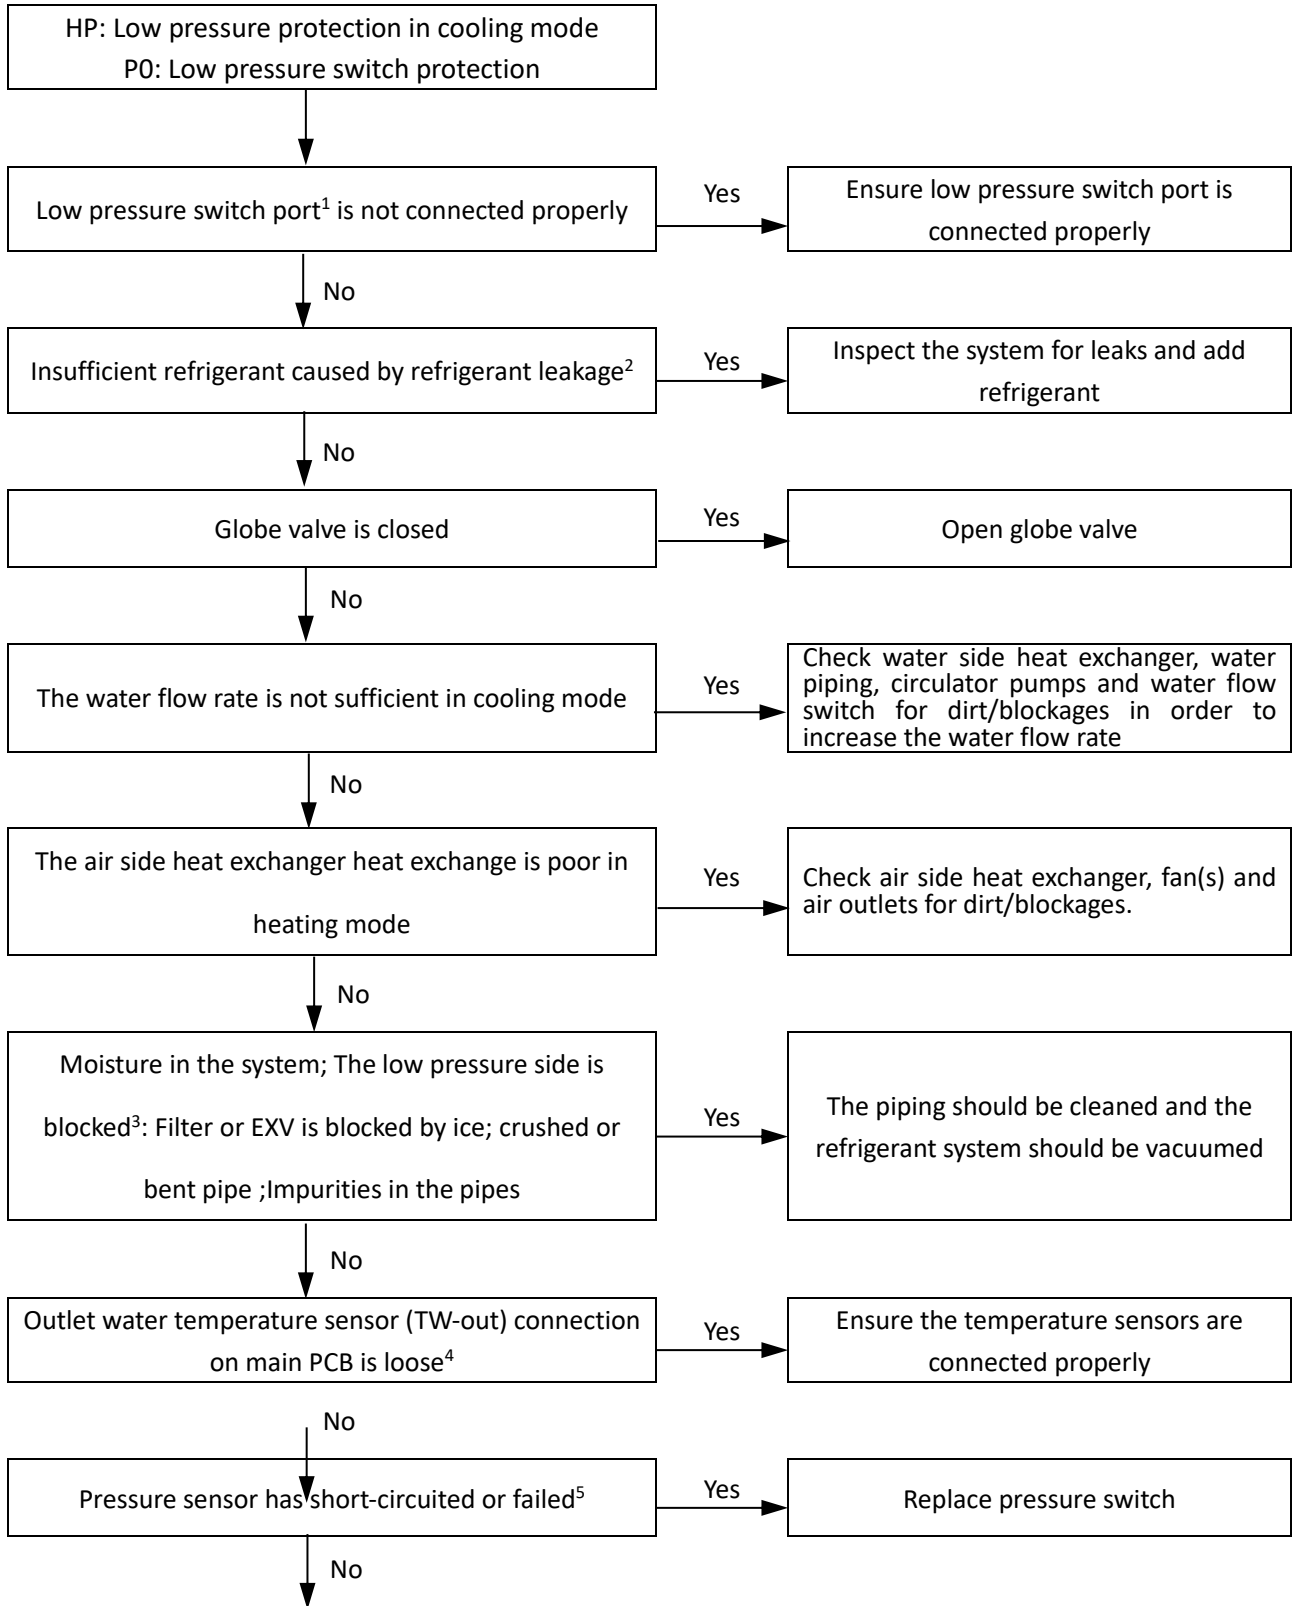 HP: Low pressure protection in cooling mode
P0: Low pressure switch protection
Low pressure switch port¹ is not connected properly
Yes
Ensure low pressure switch port is
connected properly
No
Insufficient refrigerant caused by refrigerant leakage²
Yes
Inspect the system for leaks and add
refrigerant
No
Globe valve is closed
Yes
Open globe valve
No
The water flow rate is not sufficient in cooling mode
Yes
Check water side heat exchanger, water
piping, circulator pumps and water flow
switch for dirt/blockages in order to
increase the water flow rate
No
The air side heat exchanger heat exchange is poor in
heating mode
Yes
Check air side heat exchanger, fan(s) and
air outlets for dirt/blockages.
No
Moisture in the system; The low pressure side is
blocked³: Filter or EXV is blocked by ice; crushed or
bent pipe ;Impurities in the pipes
Yes
The piping should be cleaned and the
refrigerant system should be vacuumed
No
Outlet water temperature sensor (TW-out) connection
on main PCB is loose⁴
Yes
Ensure the temperature sensors are
connected properly
No
Pressure sensor has short-circuited or failed⁵
Yes
Replace pressure switch
No